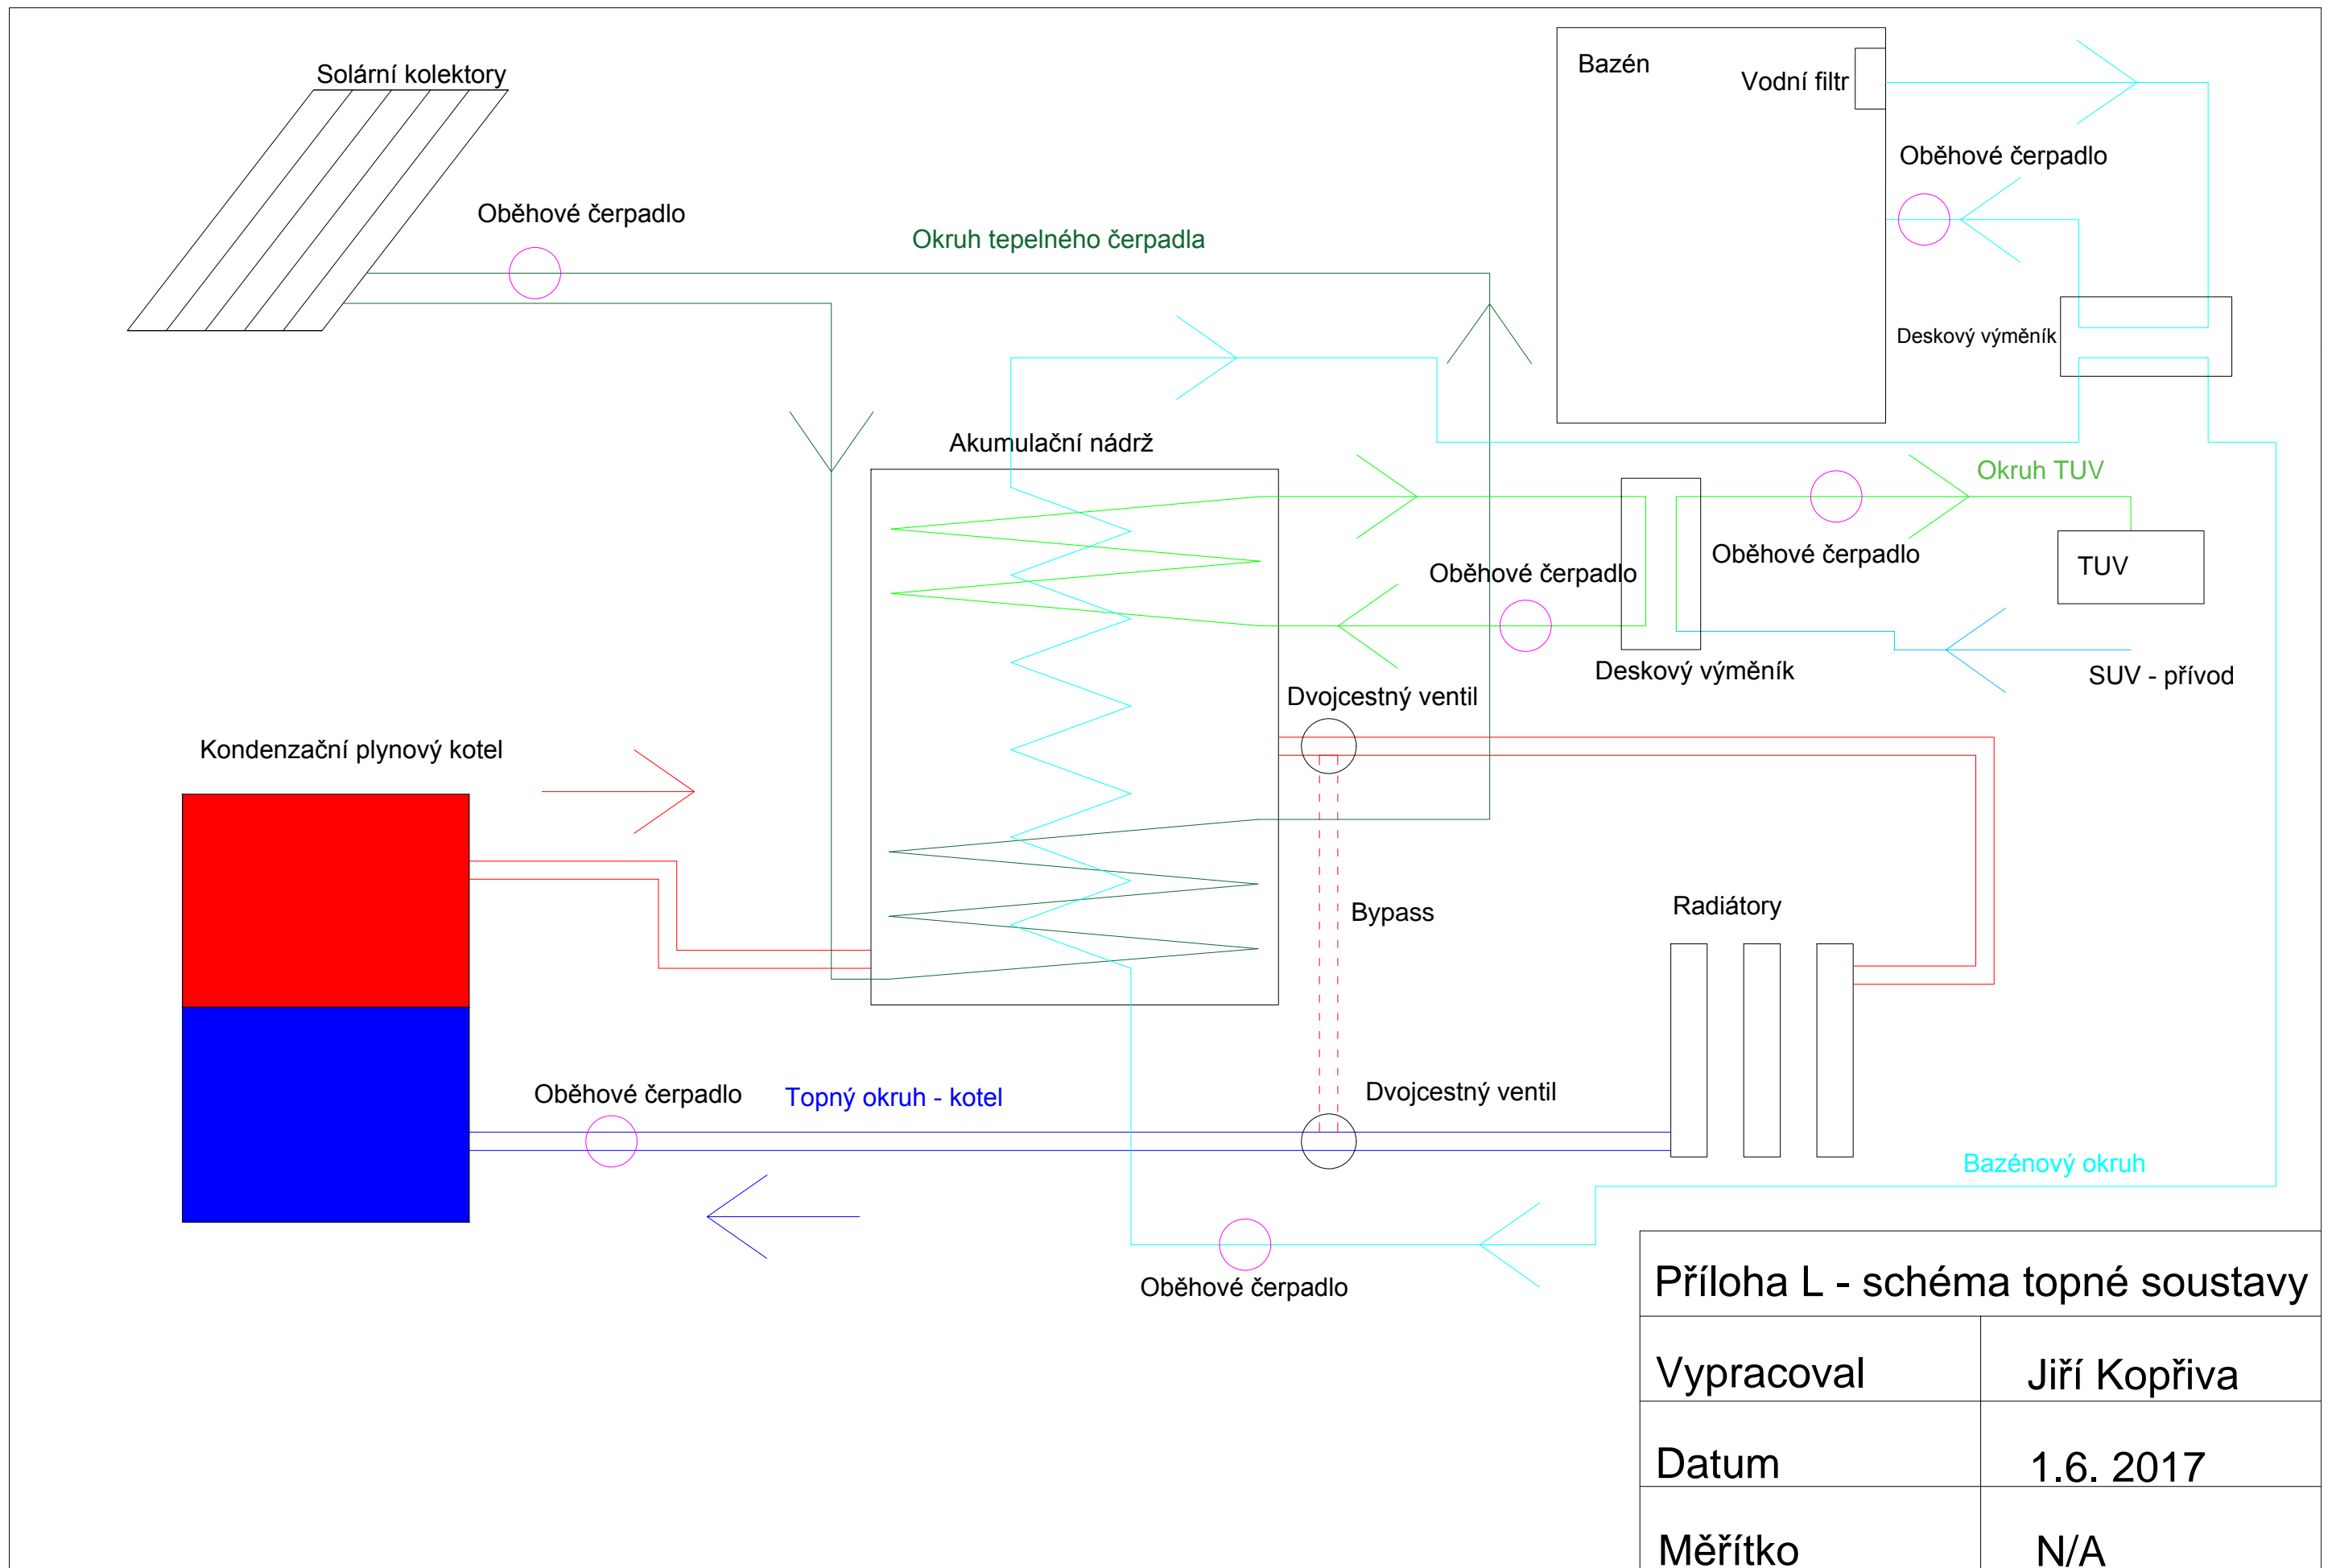 Solární kolektory
Bazén
Vodní filtr
Oběhové čerpadlo
Oběhové čerpadlo
Okruh tepelného čerpadla
Deskový výměník
Akumulační nádrž
Okruh TUV
Oběhové čerpadlo
Oběhové čerpadlo
TUV
Deskový výměník
SUV - přívod
Dvojcestný ventil
Kondenzační plynový kotel
Bypass
Radiátory
Oběhové čerpadlo
Topný okruh - kotel
Dvojcestný ventil
Bazénový okruh
Oběhové čerpadlo
Příloha L - schéma topné soustavy
Vypracoval Jiří Kopřiva
Datum 1.6. 2017
Měřítko N/A